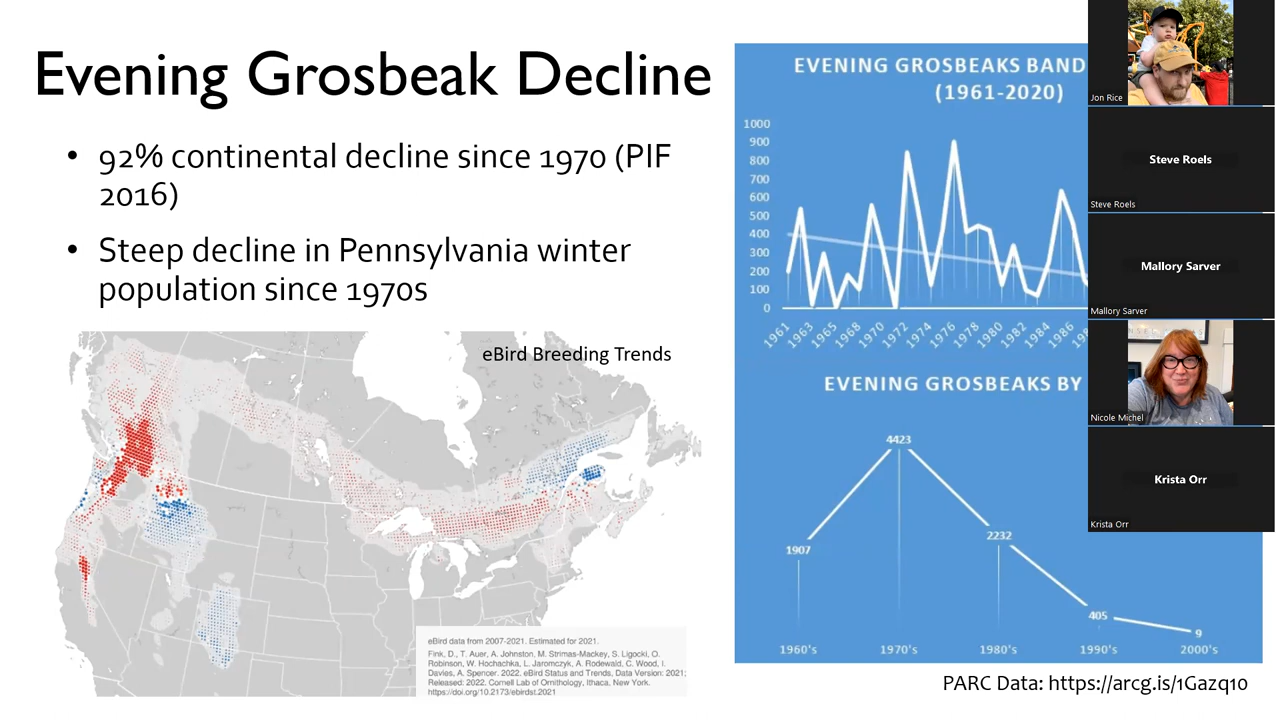 Evening Grosbeak Decline
• 92% continental decline since 1970 (PIF
2016)
• Steep decline in Pennsylvania winter
population since 1970s
eBird Breeding Trends
eBird data from 2007-2021. Estimated for 2021.
Fink, D., T. Auer, A. Johnston, M. Strimas-Mackey, S. Ligocki, O.
Robinson, W. Hochachka, L. Jaromczyk, A. Rodewald, C. Wood, I.
Davies, A. Spencer. 2022. eBird Status and Trends, Data Version: 2021;
Released: 2022. Cornell Lab of Ornithology, Ithaca, New York.
https://doi.org/10.2173/ebirdst.2021
EVENING GROSBEAKS BAND
(1961-2020)
1000
900
800
700
600
500
400
300
200
100
0
1961 1963 1965 1968 1970 1972 1974 1976 1978 1980 1982 1984 1986
EVENING GROSBEAKS BY
4423
2232
1907
405
9
1960's 1970's 1980's 1990's 2000's
PARC Data: https://arcg.is/1Gazq10
Jon Rice
Steve Roels
Steve Roels
Mallory Sarver
Mallory Sarver
Nicole Michel
Krista Orr
Krista Orr